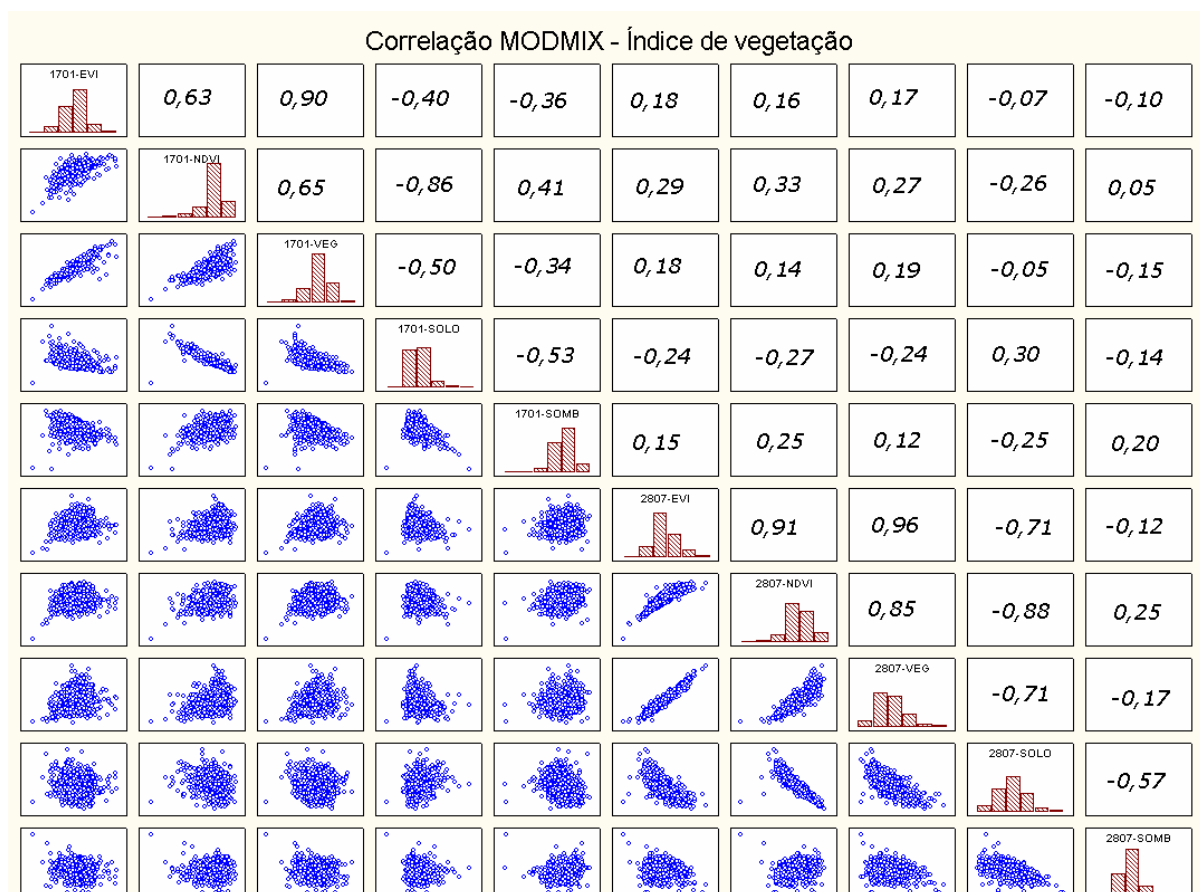 Correlação MODMIX - Índice de vegetação
1701-EVI 0,63 0,90 -0,40 -0,36 0,18 0,16 0,17 -0,07 -0,10
1701-NDVI 0,65 -0,86 0,41 0,29 0,33 0,27 -0,26 0,05
1701-VEG -0,50 -0,34 0,18 0,14 0,19 -0,05 -0,15
1701-SOLO -0,53 -0,24 -0,27 -0,24 0,30 -0,14
1701-SOMB 0,15 0,25 0,12 -0,25 0,20
2807-EVI 0,91 0,96 -0,71 -0,12
2807-NDVI 0,85 -0,88 0,25
2807-VEG -0,71 -0,17
2807-SOLO -0,57
2807-SOMB